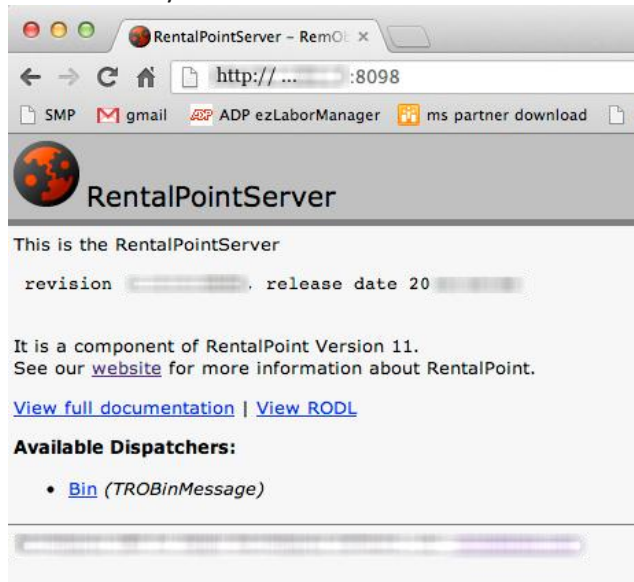 RentalPointServer – RemO
http:// ... :8098
SMP gmail ADP ezLaborManager ms partner download
RentalPointServer
This is the RentalPointServer
revision . release date 20
It is a component of RentalPoint Version 11.
See our website for more information about RentalPoint.
View full documentation | View RODL
Available Dispatchers:
• Bin (TROBinMessage)